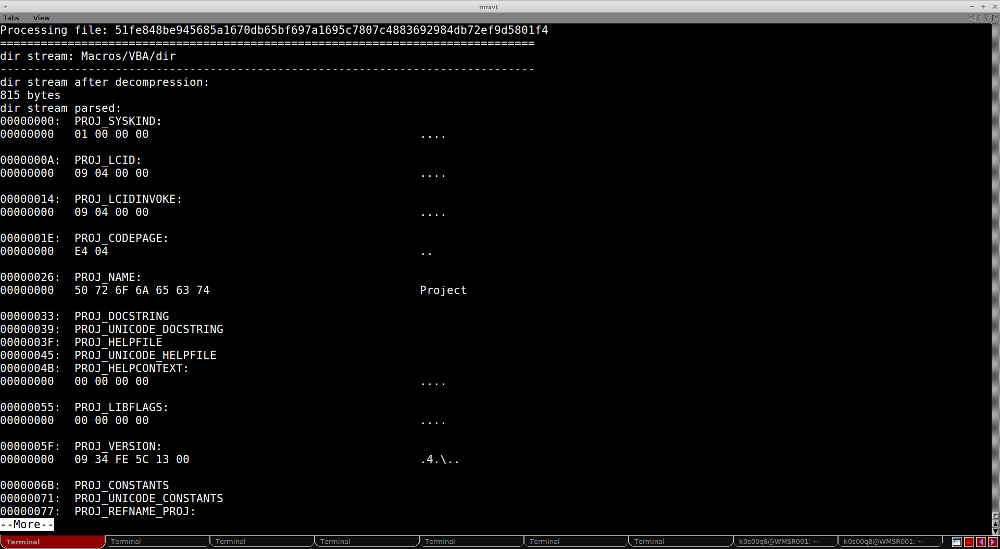 mrxvt
Tabs View
Processing file: 51fe848be945685a1670db65bf697a1695c7807c4883692984db72ef9d5801f4
===============================================================================
dir stream: Macros/VBA/dir
-------------------------------------------------------------------------------
dir stream after decompression:
815 bytes
dir stream parsed:
00000000:  PROJ_SYSKIND:
00000000   01 00 00 00                                        ....
0000000A:  PROJ_LCID:
00000000   09 04 00 00                                        ....
00000014:  PROJ_LCIDINVOKE:
00000000   09 04 00 00                                        ....
0000001E:  PROJ_CODEPAGE:
00000000   E4 04                                              ..
00000026:  PROJ_NAME:
00000000   50 72 6F 6A 65 63 74                               Project
00000033:  PROJ_DOCSTRING
00000039:  PROJ_UNICODE_DOCSTRING
0000003F:  PROJ_HELPFILE
00000045:  PROJ_UNICODE_HELPFILE
0000004B:  PROJ_HELPCONTEXT:
00000000   00 00 00 00                                        ....
00000055:  PROJ_LIBFLAGS:
00000000   00 00 00 00                                        ....
0000005F:  PROJ_VERSION:
00000000   09 34 FE 5C 13 00                                  .4.\..
0000006B:  PROJ_CONSTANTS
00000071:  PROJ_UNICODE_CONSTANTS
00000077:  PROJ_REFNAME_PROJ:
--More--
Terminal Terminal Terminal Terminal Terminal Terminal Terminal k0s00q8@WMSR001: ~ k0s00q8@WMSR001: ~